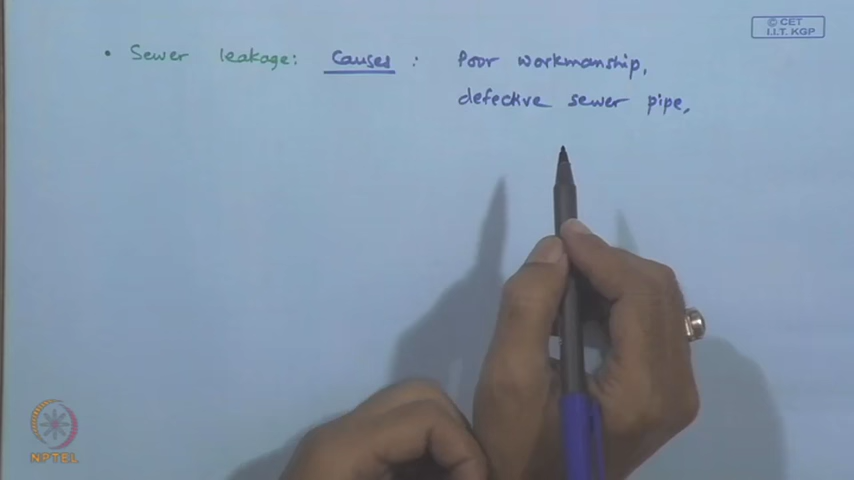 © CET
I.I.T. KGP
• Sewer leakage: Causes : Poor workmanship,
defective sewer pipe,
NPTEL